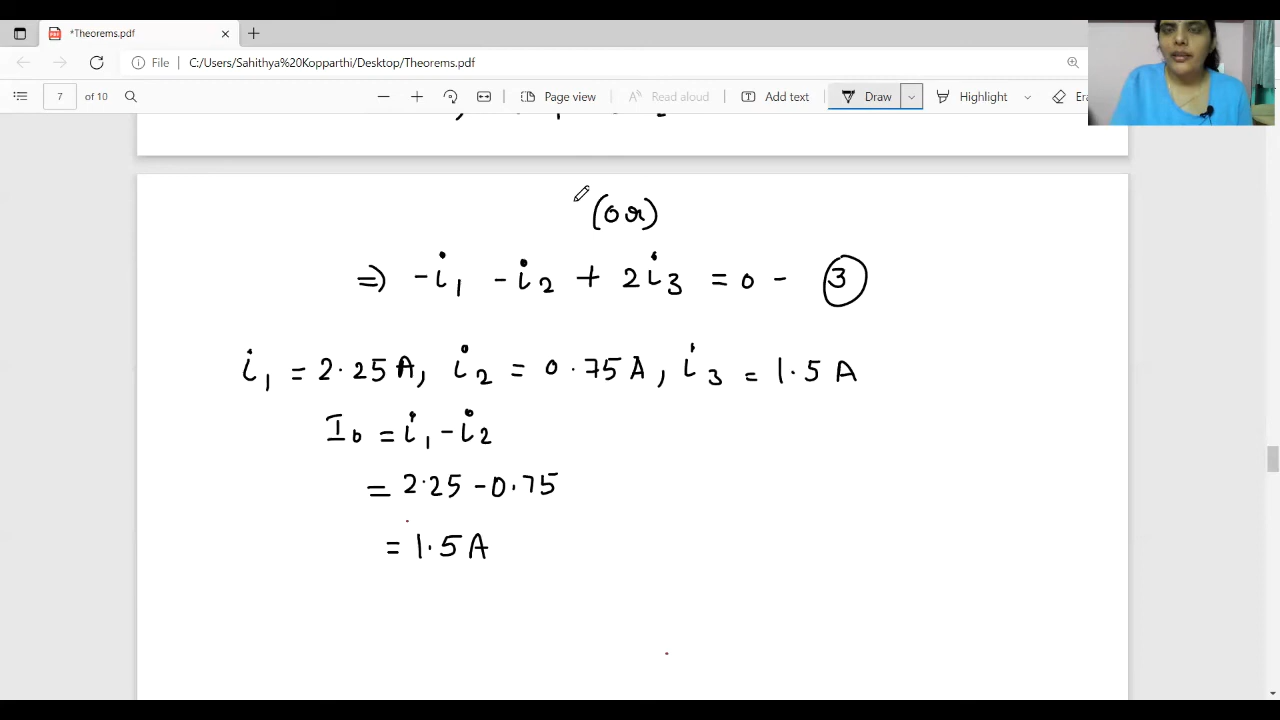 *Theorems.pdf
File C:/Users/Sahithya%20Kopparthi/Desktop/Theorems.pdf
7 of 10 Page view Read aloud Add text Draw Highlight
(or)
⇒ -i₁ - i₂ + 2i₃ = 0 - ③
i₁ = 2.25A, i₂ = 0.75A, i₃ = 1.5 A
I₀ = i₁ - i₂
= 2.25 - 0.75
= 1.5 A